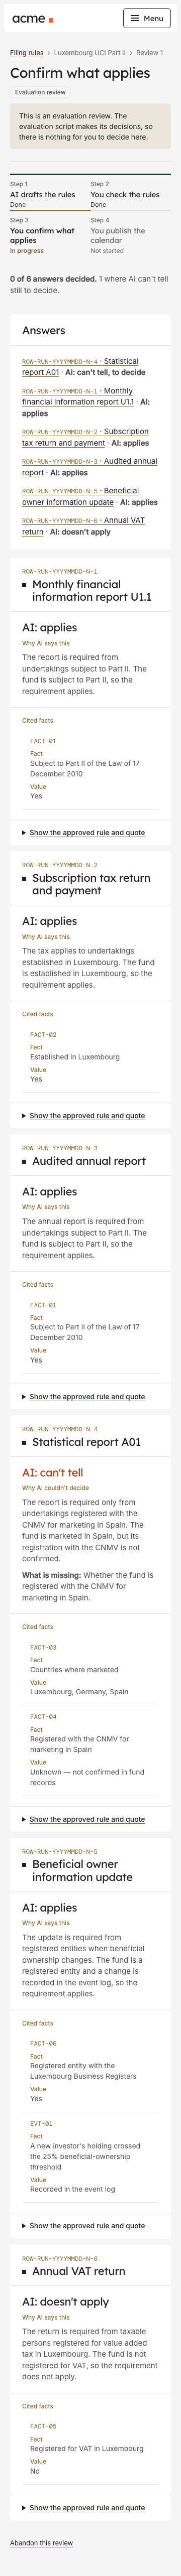 acme
Menu
Filing rules › Luxembourg UCI Part II › Review 1
Confirm what applies
Evaluation review
This is an evaluation review. The
evaluation script makes its decisions, so
there is nothing for you to decide here.
Step 1
AI drafts the rules
Done
Step 2
You check the rules
Done
Step 3
You confirm what
applies
In progress
Step 4
You publish the
calendar
Not started
0 of 6 answers decided. 1 where AI can't tell
still to decide.
Answers
ROW-RUN-YYYYMMDD-N-4 · Statistical
report A01 · AI: can't tell, to decide
ROW-RUN-YYYYMMDD-N-1 · Monthly
financial information report U1.1 · AI:
applies
ROW-RUN-YYYYMMDD-N-2 · Subscription
tax return and payment · AI: applies
ROW-RUN-YYYYMMDD-N-3 · Audited annual
report · AI: applies
ROW-RUN-YYYYMMDD-N-5 · Beneficial
owner information update · AI: applies
ROW-RUN-YYYYMMDD-N-6 · Annual VAT
return · AI: doesn't apply
ROW-RUN-YYYYMMDD-N-1
Monthly financial
information report U1.1
AI: applies
Why AI says this
The report is required from
undertakings subject to Part II. The
fund is subject to Part II, so the
requirement applies.
Cited facts
FACT-01
Fact
Subject to Part II of the Law of 17
December 2010
Value
Yes
Show the approved rule and quote
ROW-RUN-YYYYMMDD-N-2
Subscription tax return
and payment
AI: applies
Why AI says this
The tax applies to undertakings
established in Luxembourg. The fund
is established in Luxembourg, so the
requirement applies.
Cited facts
FACT-02
Fact
Established in Luxembourg
Value
Yes
Show the approved rule and quote
ROW-RUN-YYYYMMDD-N-3
Audited annual report
AI: applies
Why AI says this
The annual report is required from
undertakings subject to Part II. The
fund is subject to Part II, so the
requirement applies.
Cited facts
FACT-01
Fact
Subject to Part II of the Law of 17
December 2010
Value
Yes
Show the approved rule and quote
ROW-RUN-YYYYMMDD-N-4
Statistical report A01
AI: can't tell
Why AI couldn't decide
The report is required only from
undertakings registered with the
CNMV for marketing in Spain. The
fund is marketed in Spain, but its
registration with the CNMV is not
confirmed.
What is missing: Whether the fund
is registered with the CNMV for
marketing in Spain.
Cited facts
FACT-03
Fact
Countries where marketed
Value
Luxembourg, Germany, Spain
FACT-04
Fact
Registered with the CNMV for
marketing in Spain
Value
Unknown — not confirmed in fund
records
Show the approved rule and quote
ROW-RUN-YYYYMMDD-N-5
Beneficial owner
information update
AI: applies
Why AI says this
The update is required from
registered entities when beneficial
ownership changes. The fund is a
registered entity and a change is
recorded in the event log, so the
requirement applies.
Cited facts
FACT-06
Fact
Registered entity with the
Luxembourg Business Registers
Value
Yes
EVT-01
Fact
A new investor's holding crossed
the 25% beneficial-ownership
threshold
Value
Recorded in the event log
Show the approved rule and quote
ROW-RUN-YYYYMMDD-N-6
Annual VAT return
AI: doesn't apply
Why AI says this
The return is required from taxable
persons registered for value added
tax in Luxembourg. The fund is not
registered for VAT, so the requirement
does not apply.
Cited facts
FACT-05
Fact
Registered for VAT in Luxembourg
Value
No
Show the approved rule and quote
Abandon this review